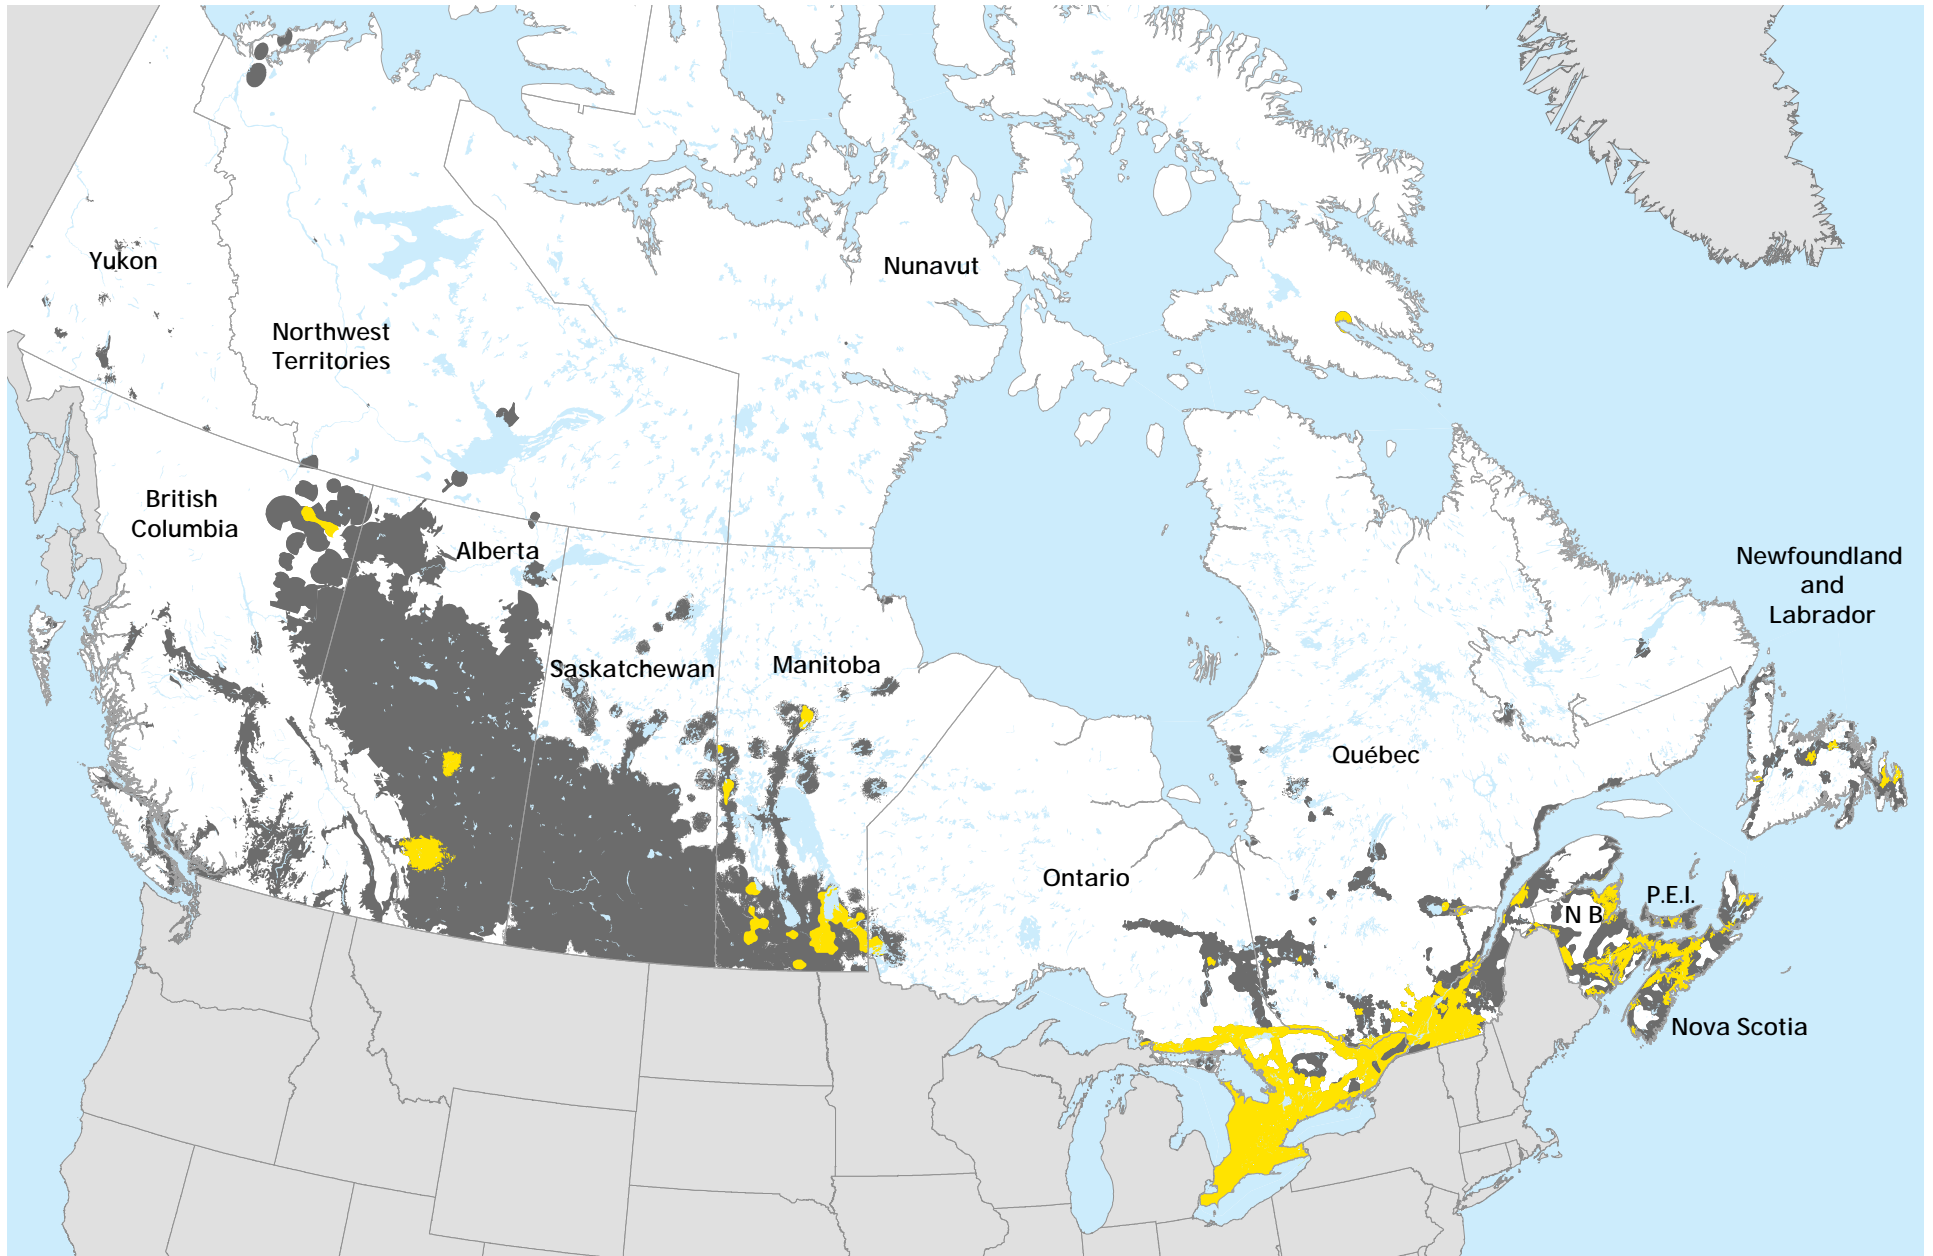 Yukon
Nunavut
Northwest
Territories
British
Columbia
Alberta
Newfoundland
and
Labrador
Saskatchewan
Manitoba
Québec
Ontario
P.E.I.
N B
Nova Scotia